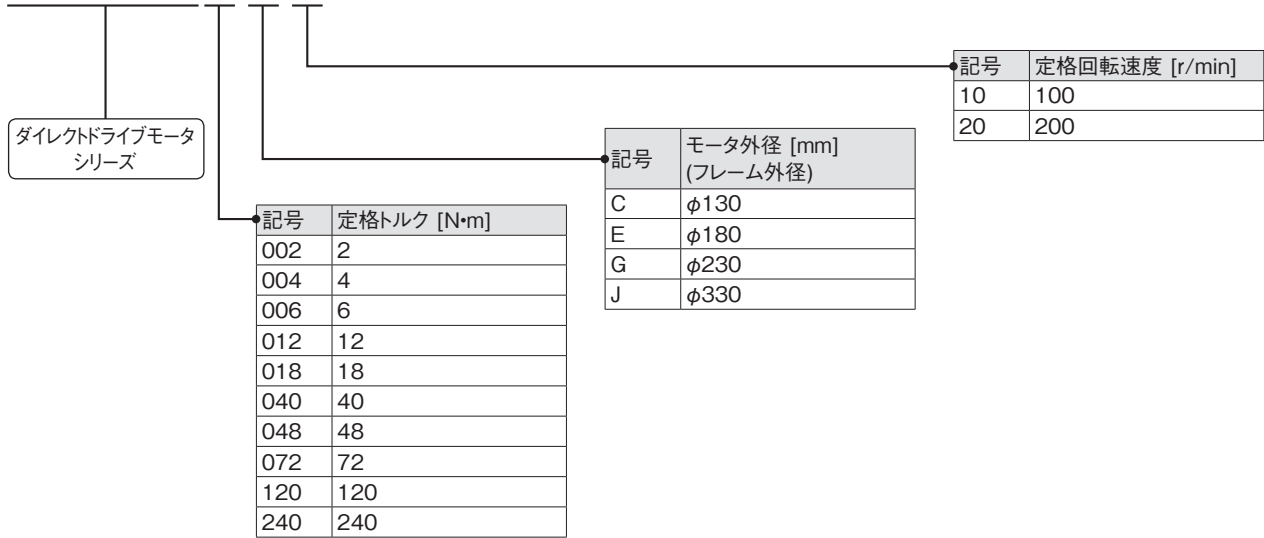 記号 定格回転速度 [r/min]
10 100
20 200
ダイレクトドライブモータ
シリーズ
記号 モータ外径 [mm]
(フレーム外径)
C φ130
E φ180
G φ230
J φ330
記号 定格トルク [N•m]
002 2
004 4
006 6
012 12
018 18
040 40
048 48
072 72
120 120
240 240